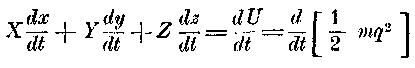 X dx/dt + Y dy/dt + Z dz/dt = dU/dt = d/dt [ 1/2 mq² ]